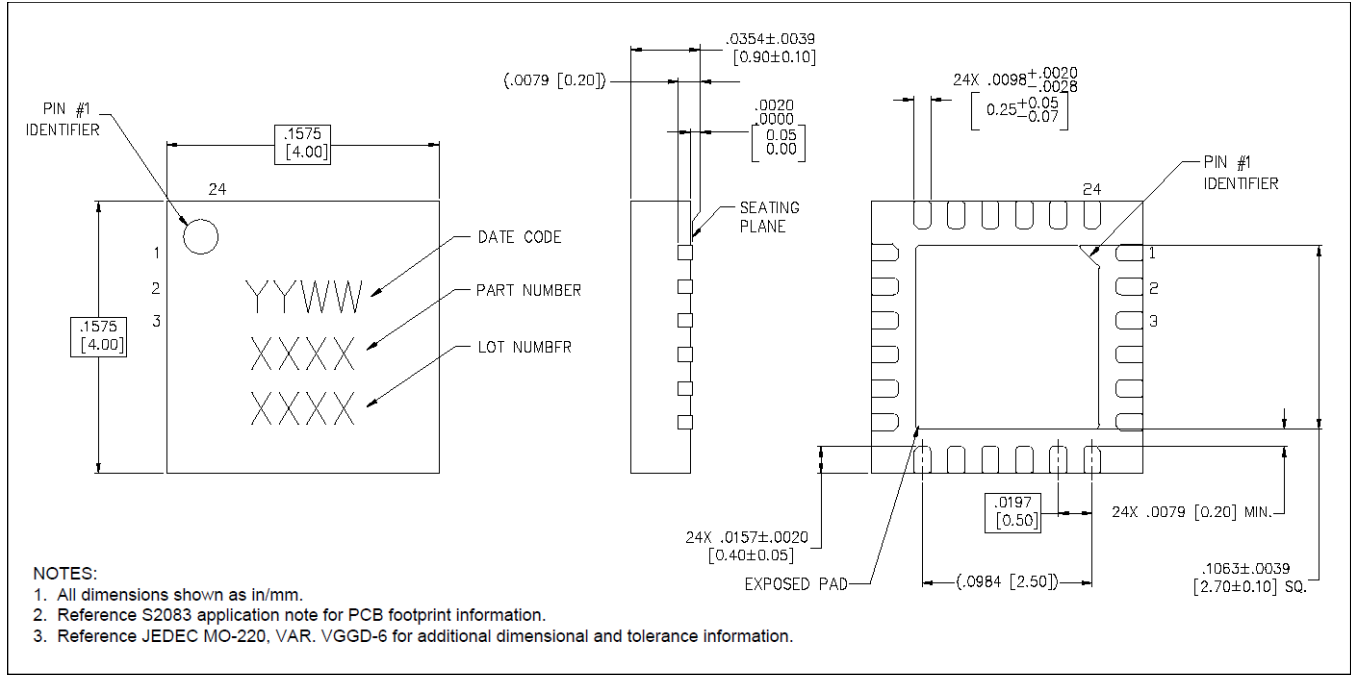 PIN #1
IDENTIFIER
.1575
[4.00]
24
1
2
3
.1575
[4.00]
YYWW
XXXX
XXXX
DATE CODE
PART NUMBER
LOT NUMBFR
.0354±.0039
[0.90±0.10]
(.0079 [0.20])
.0020
.0000
[0.05
0.00]
SEATING
PLANE
24X .0098+.0020
-.0028
[0.25+0.05
-0.07]
PIN #1
IDENTIFIER
24
1
2
3
24X .0157±.0020
[0.40±0.05]
EXPOSED PAD
.0197
[0.50]
(.0984 [2.50])
24X .0079 [0.20] MIN.
.1063±.0039
[2.70±0.10] SQ.
NOTES:
1. All dimensions shown as in/mm.
2. Reference S2083 application note for PCB footprint information.
3. Reference JEDEC MO-220, VAR. VGGD-6 for additional dimensional and tolerance information.